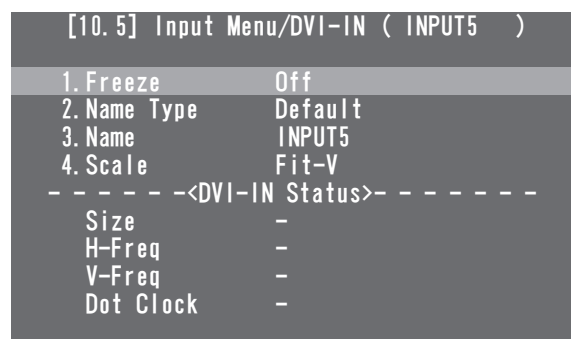 [10.5] Input Menu/DVI-IN ( INPUT5 )
1.Freeze Off
2.Name Type Default
3.Name INPUT5
4.Scale Fit-V
- - - - - -<DVI-IN Status>- - - - - - -
Size -
H-Freq -
V-Freq -
Dot Clock -